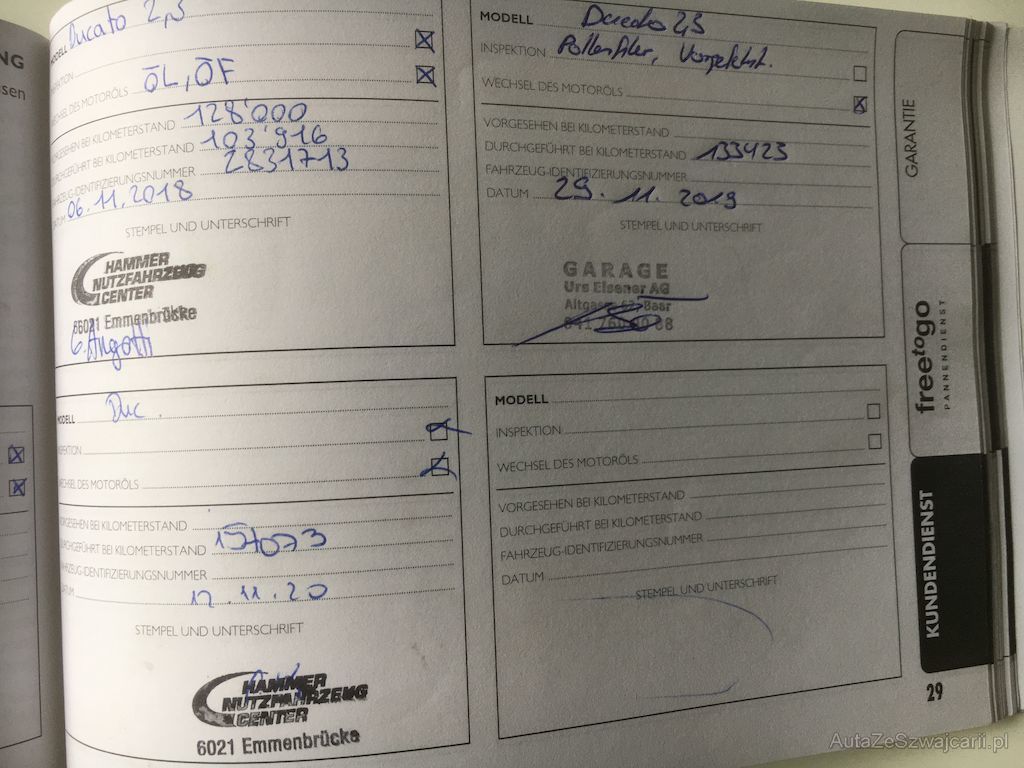 NG
sen
MODELL Ducato 2,3
INSPEKTION
ÖL, ÖF
WECHSEL DES MOTORÖLS
VORGESEHEN BEI KILOMETERSTAND 128'000
DURCHGEFÜHRT BEI KILOMETERSTAND 103'916
FAHRZEUG-IDENTIFIZIERUNGSNUMMER 2831713
DATUM 06.11.2018
STEMPEL UND UNTERSCHRIFT
HAMMER
NUTZFAHRZEUG
CENTER
6021 Emmenbrücke
MODELL Ducato 2,3
INSPEKTION Pollenfilter,
WECHSEL DES MOTORÖLS
VORGESEHEN BEI KILOMETERSTAND
DURCHGEFÜHRT BEI KILOMETERSTAND 133423
FAHRZEUG-IDENTIFIZIERUNGSNUMMER
DATUM 29.11.2019
STEMPEL UND UNTERSCHRIFT
GARAGE
Urs Elsener AG
Altgasse 62, Baar
MODELL Duc.
INSPEKTION
WECHSEL DES MOTORÖLS
VORGESEHEN BEI KILOMETERSTAND
DURCHGEFÜHRT BEI KILOMETERSTAND 157073
FAHRZEUG-IDENTIFIZIERUNGSNUMMER
DATUM 17.11.20
STEMPEL UND UNTERSCHRIFT
HAMMER
NUTZFAHRZEUG
CENTER
6021 Emmenbrücke
MODELL
INSPEKTION
WECHSEL DES MOTORÖLS
VORGESEHEN BEI KILOMETERSTAND
DURCHGEFÜHRT BEI KILOMETERSTAND
FAHRZEUG-IDENTIFIZIERUNGSNUMMER
DATUM
STEMPEL UND UNTERSCHRIFT
GARANTIE
freetogo
PANNENDIENST
KUNDENDIENST
29
AutaZeSzwajcarii.pl